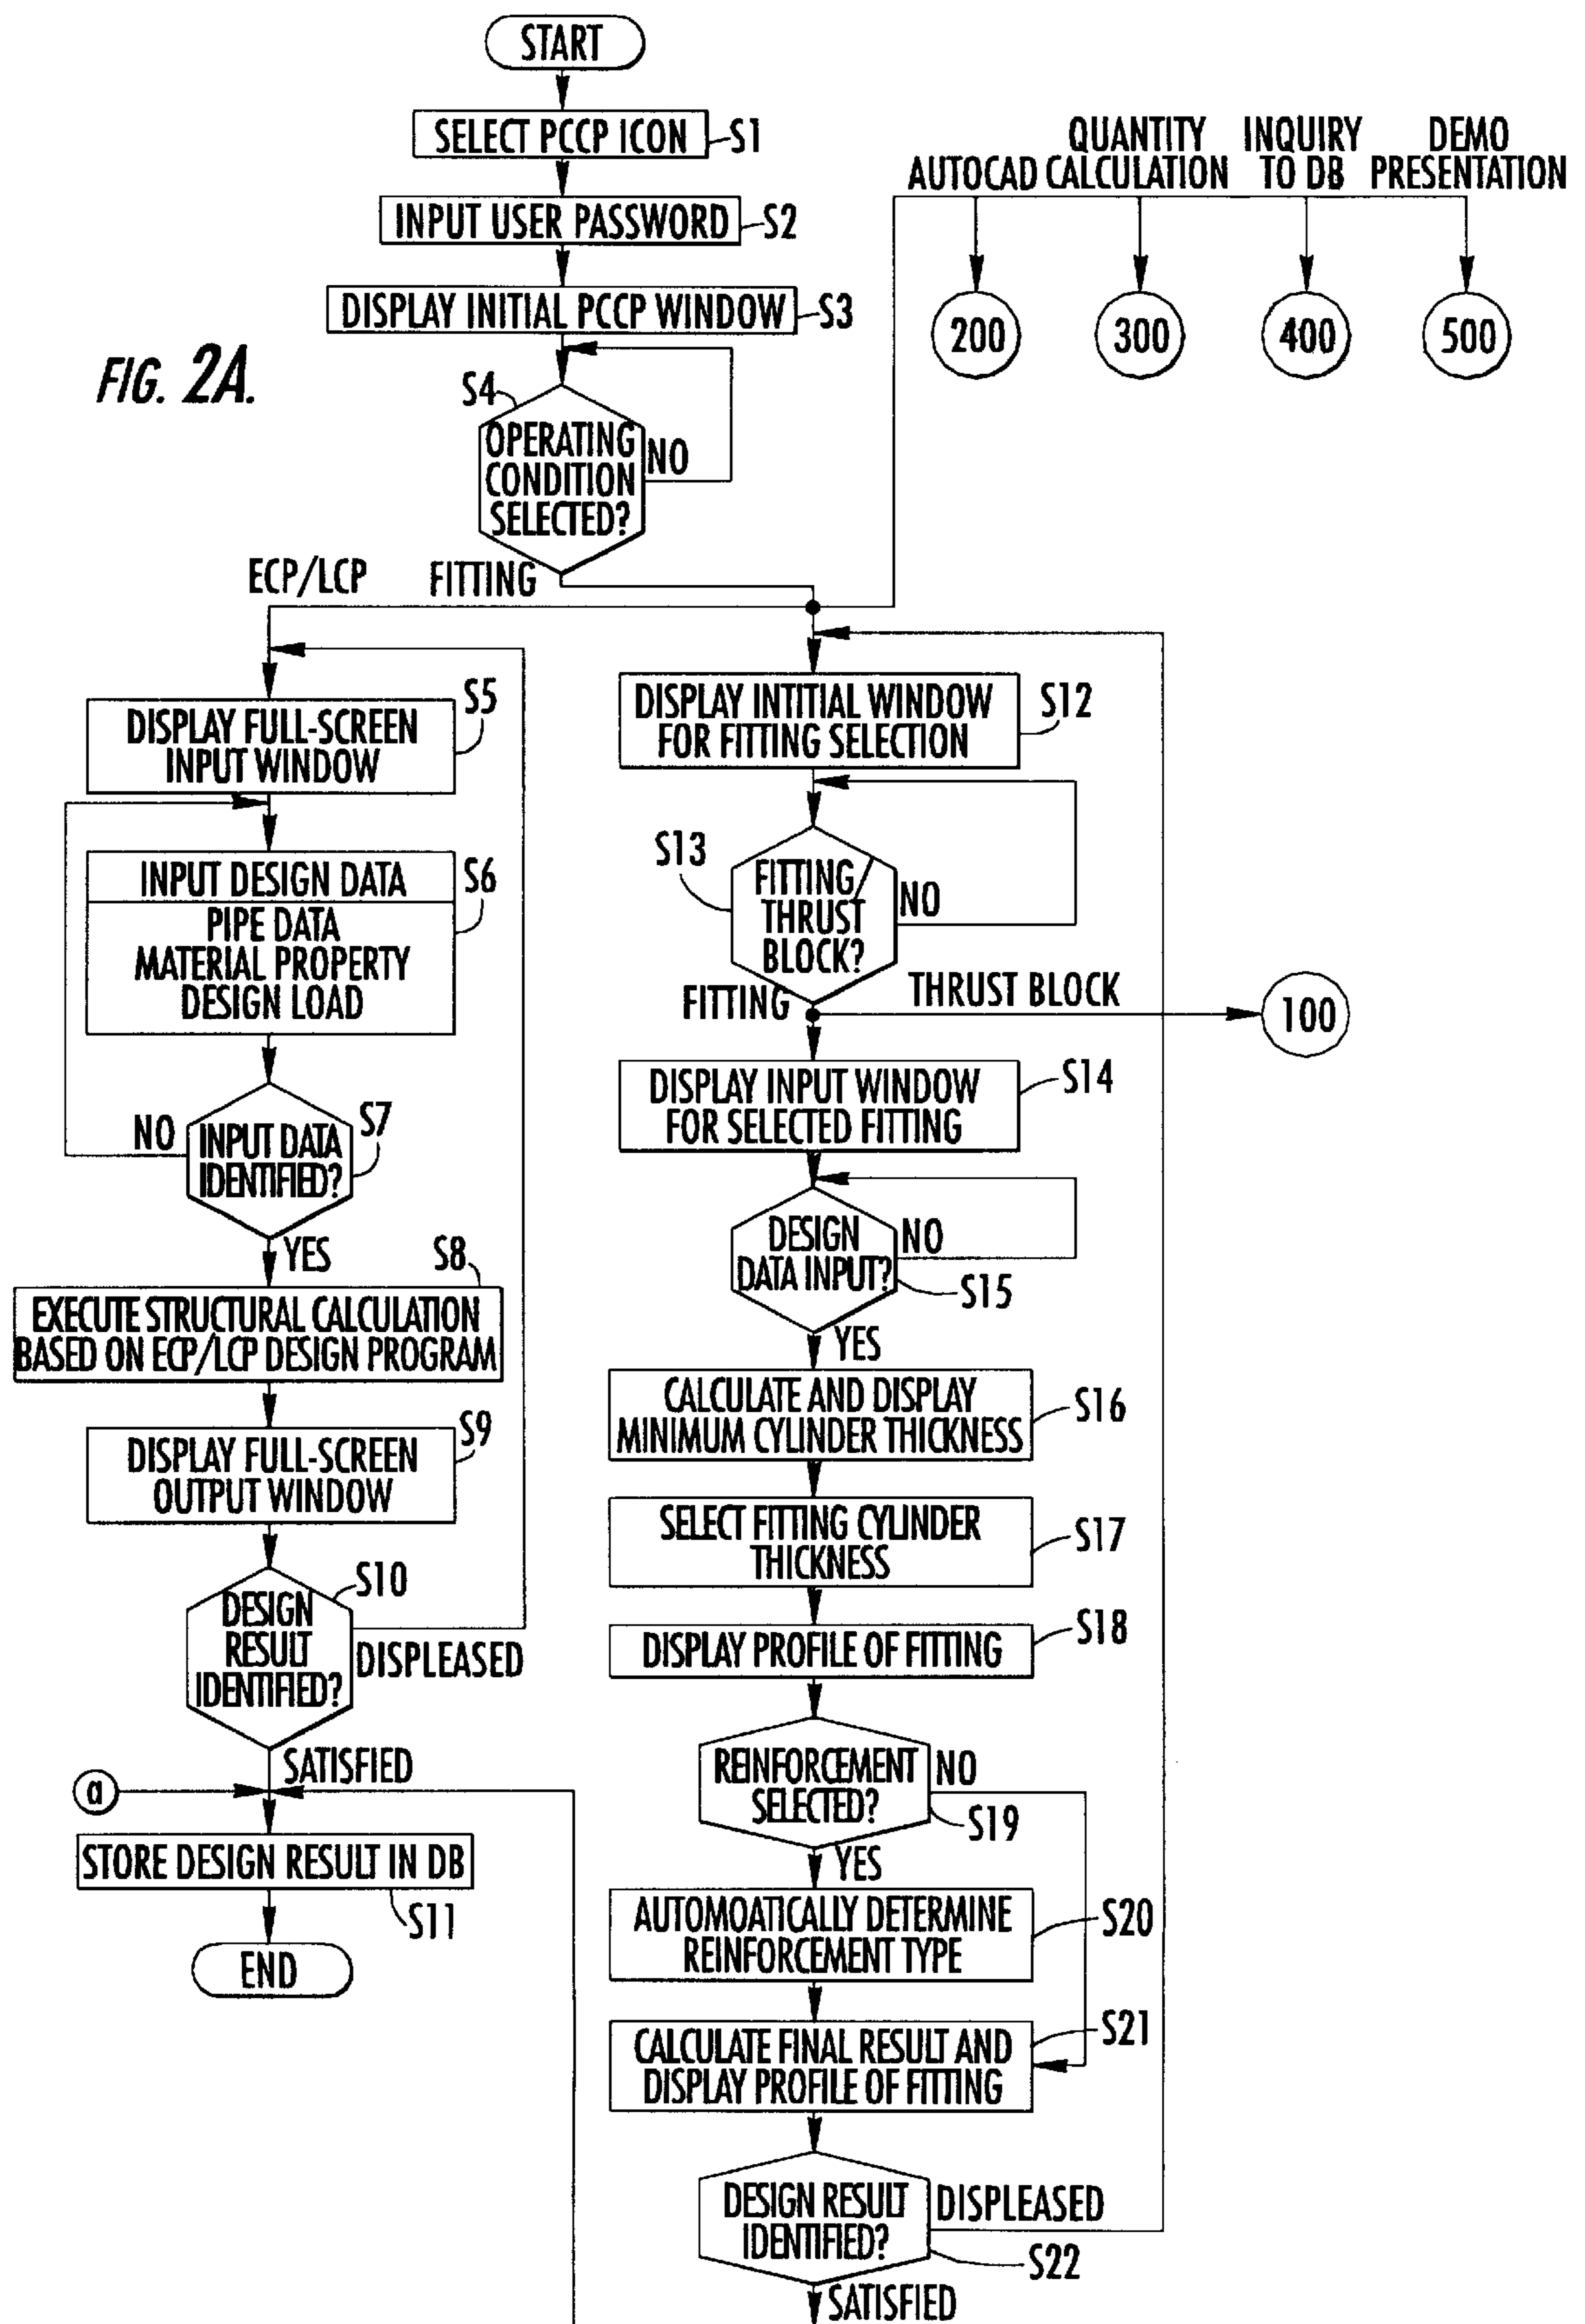 START
SELECT PCCP ICON
S1
INPUT USER PASSWORD
S2
DISPLAY INITIAL PCCP WINDOW
S3
QUANTITY INQUIRY DEMO
AUTOCAD CALCULATION TO DB PRESENTATION
200
300
400
500
FIG. 2A.
S4
OPERATING
CONDITION
SELECTED?
NO
ECP/LCP
FITTING
DISPLAY FULL-SCREEN
INPUT WINDOW
S5
INPUT DESIGN DATA
S6
PIPE DATA
MATERIAL PROPERTY
DESIGN LOAD
NO
INPUT DATA
IDENTIFIED?
S7
YES
S8
EXECUTE STRUCTURAL CALCULATION
BASED ON ECP/LCP DESIGN PROGRAM
DISPLAY FULL-SCREEN
OUTPUT WINDOW
S9
DESIGN
RESULT
IDENTIFIED?
S10
DISPLEASED
SATISFIED
a
STORE DESIGN RESULT IN DB
S11
END
DISPLAY INTITIAL WINDOW
FOR FITTING SELECTION
S12
S13
FITTING/
THRUST
BLOCK?
NO
FITTING
THRUST BLOCK
100
DISPLAY INPUT WINDOW
FOR SELECTED FITTING
S14
DESIGN
DATA INPUT?
NO
S15
YES
CALCULATE AND DISPLAY
MINIMUM CYLINDER THICKNESS
S16
SELECT FITTING CYLINDER
THICKNESS
S17
DISPLAY PROFILE OF FITTING
S18
REINFORCEMENT
SELECTED?
NO
S19
YES
AUTOMOATICALLY DETERMINE
REINFORCEMENT TYPE
S20
CALCULATE FINAL RESULT AND
DISPLAY PROFILE OF FITTING
S21
DESIGN RESULT
IDENTIFIED?
DISPLEASED
S22
SATISFIED